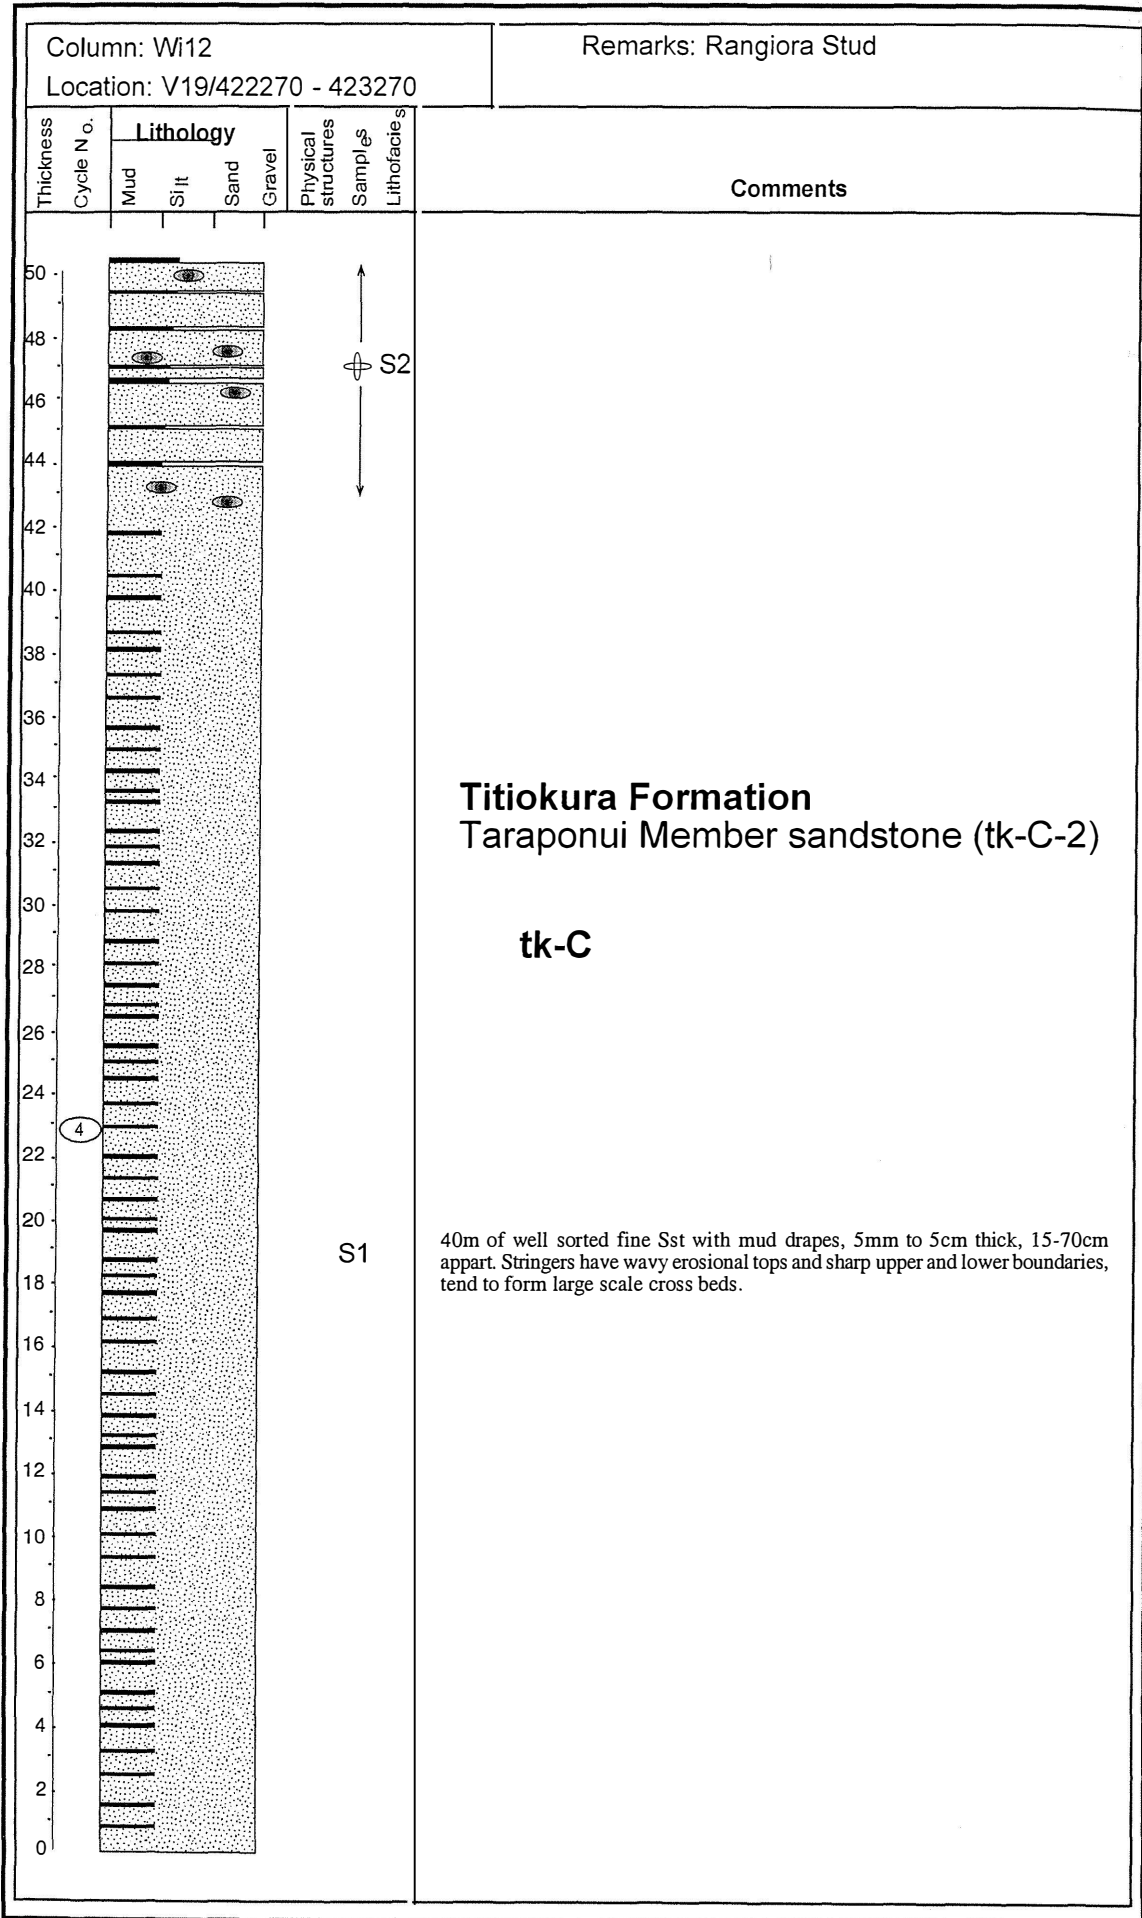 Column: Wi12
Location: V19/422270 - 423270
Remarks: Rangiora Stud
Thickness
Cycle No.
Lithology
Mud
Silt
Sand
Gravel
Physical
structures
Samples
Lithofacies
Comments
50
48
S2
46
44
42
40
38
36
34
Titiokura Formation
Taraponui Member sandstone (tk-C-2)
32
30
tk-C
28
26
24
4
22
20
S1
40m of well sorted fine Sst with mud drapes, 5mm to 5cm thick, 15-70cm
appart. Stringers have wavy erosional tops and sharp upper and lower boundaries,
tend to form large scale cross beds.
18
16
14
12
10
8
6
4
2
0